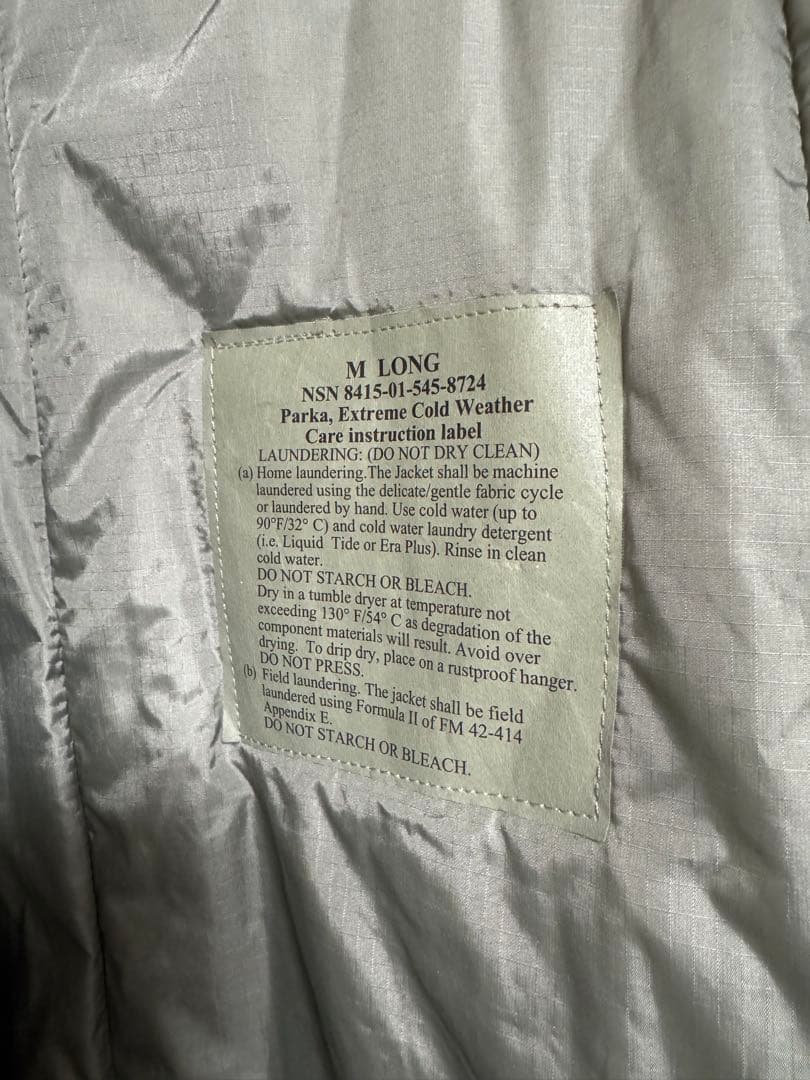 M LONG
NSN 8415-01-545-8724
Parka, Extreme Cold Weather
Care instruction label
LAUNDERING: (DO NOT DRY CLEAN)
(a) Home laundering.The Jacket shall be machine
laundered using the delicate/gentle fabric cycle
or laundered by hand. Use cold water (up to
90°F/32° C) and cold water laundry detergent
(i.e. Liquid Tide or Era Plus). Rinse in clean
cold water.
DO NOT STARCH OR BLEACH.
Dry in a tumble dryer at temperature not
exceeding 130° F/54° C as degradation of the
component materials will result. Avoid over
drying. To drip dry, place on a rustproof hanger.
DO NOT PRESS.
(b) Field laundering. The jacket shall be field
laundered using Formula II of FM 42-414
Appendix E.
DO NOT STARCH OR BLEACH.